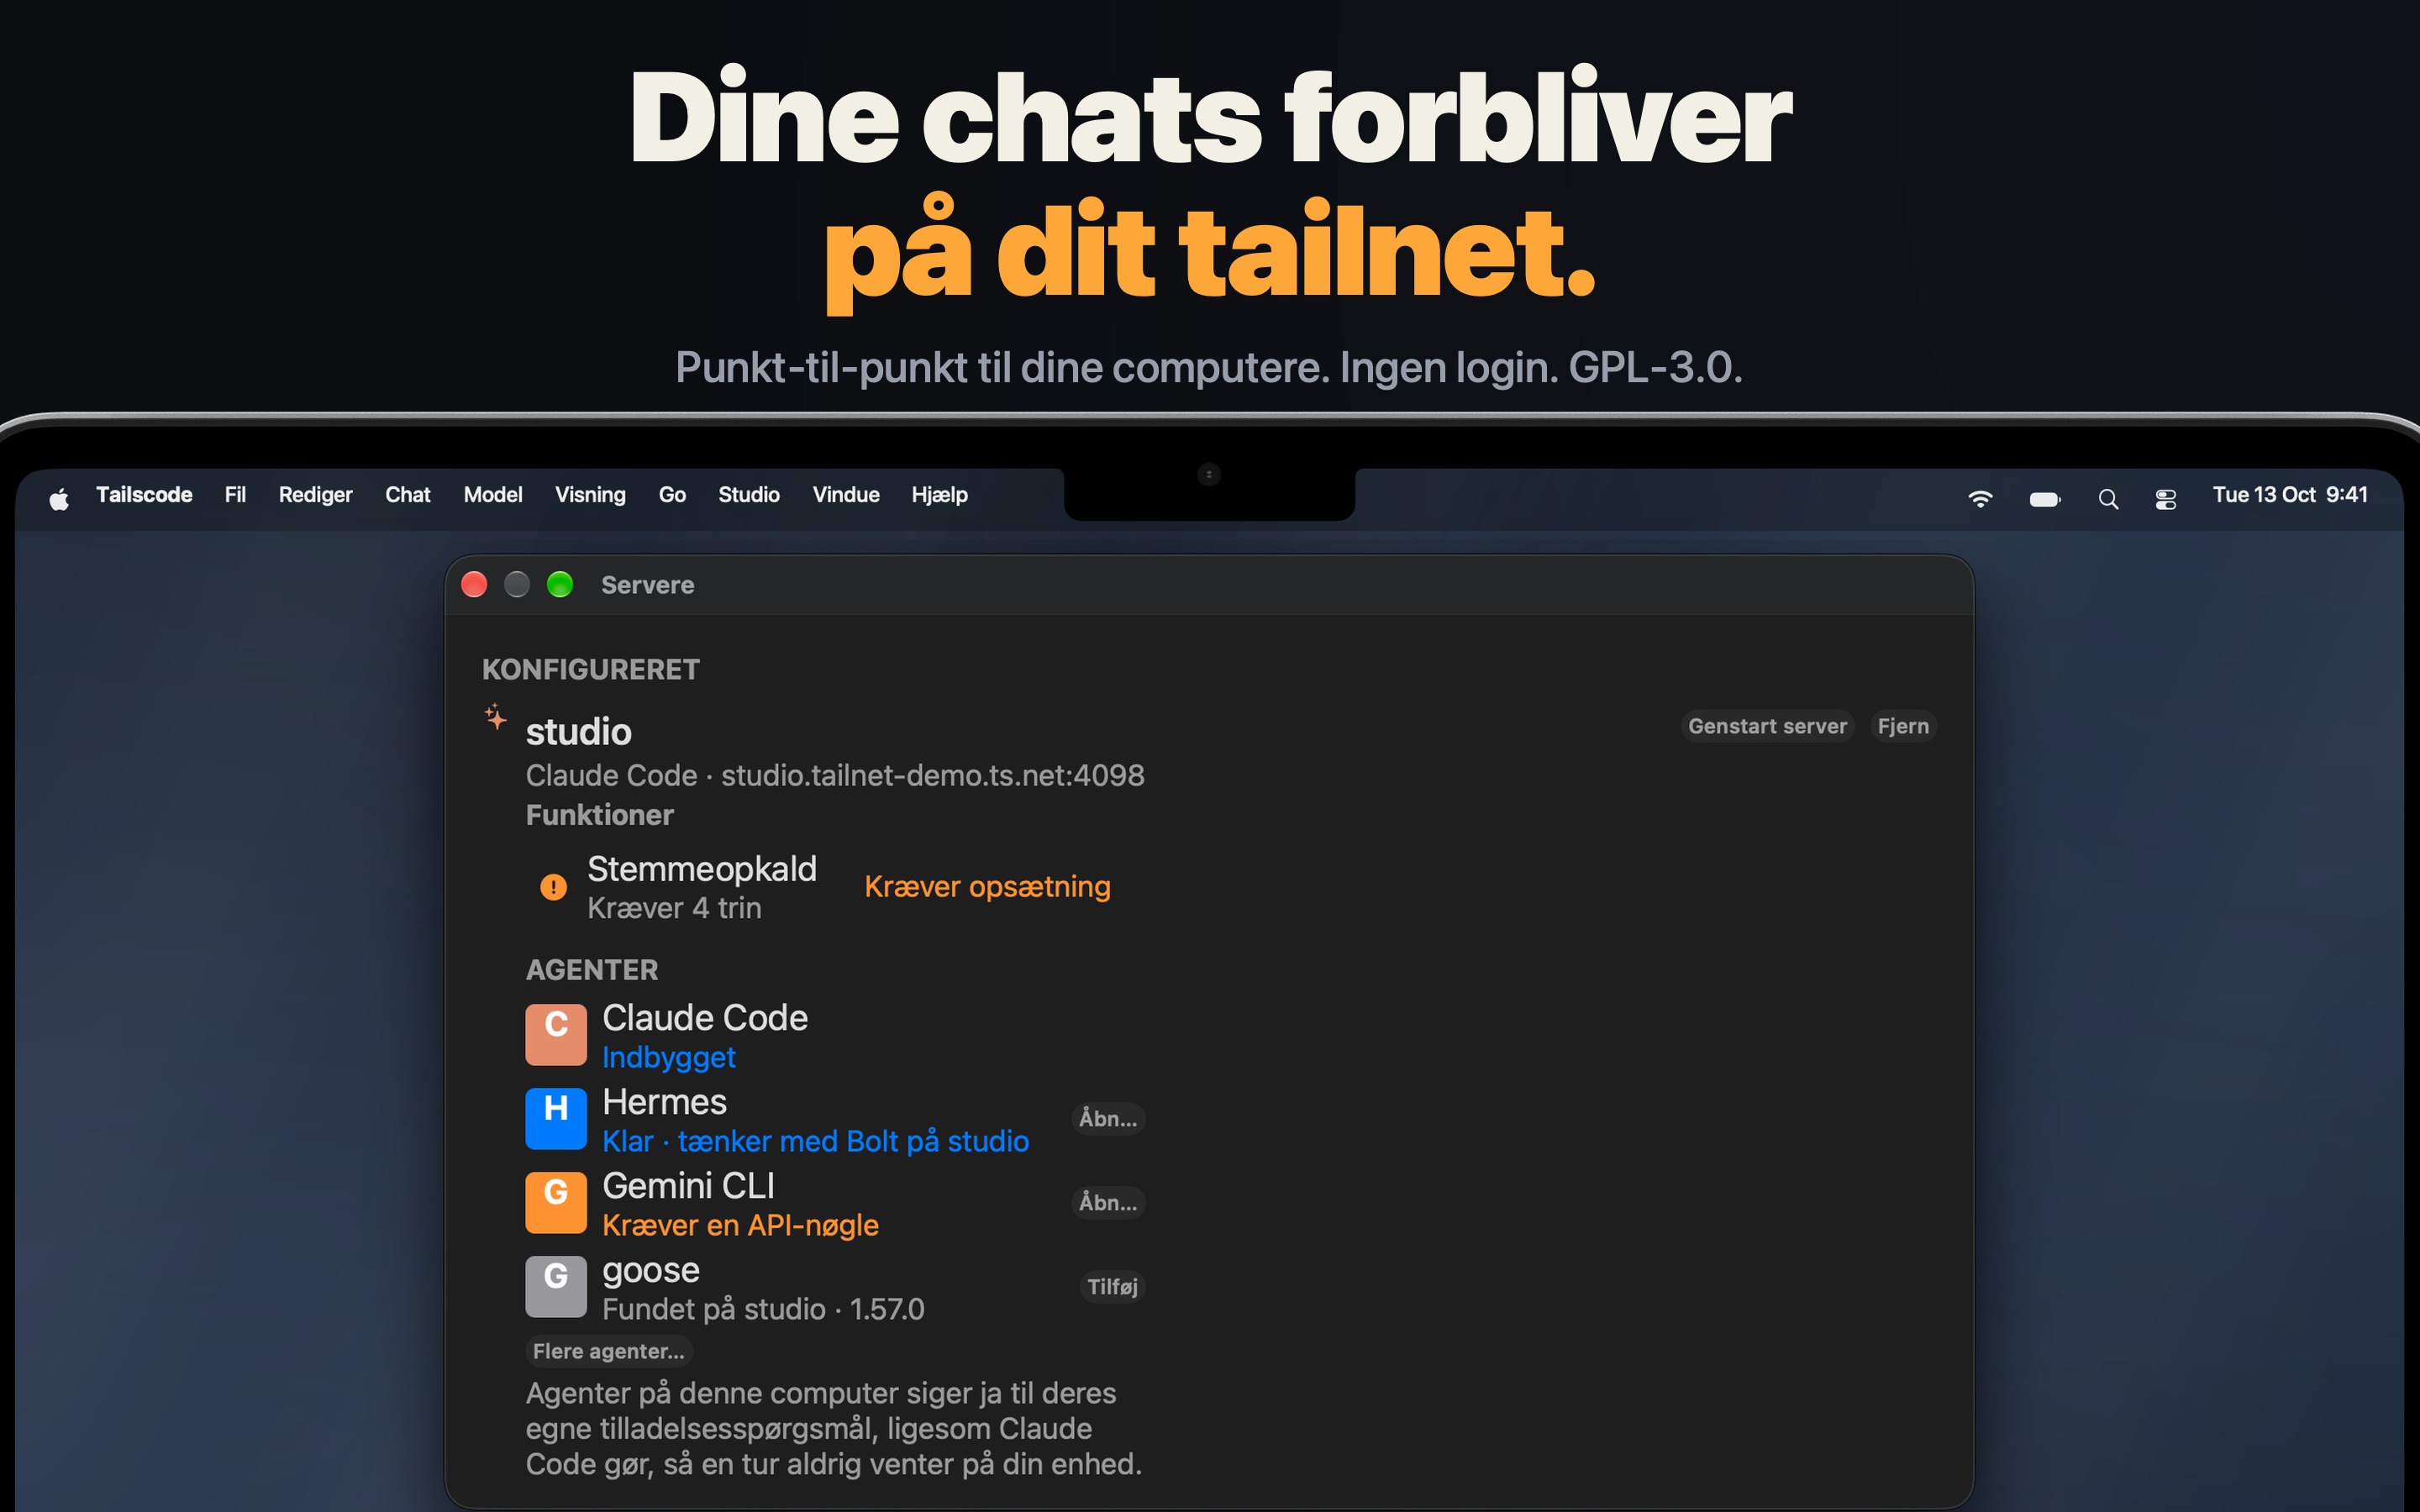 Dine chats forbliver
på dit tailnet.
Punkt-til-punkt til dine computere. Ingen login. GPL-3.0.
Tailscode Fil Rediger Chat Model Visning Go Studio Vindue Hjælp Tue 13 Oct 9:41
Servere
KONFIGURERET
studio Genstart server Fjern
Claude Code · studio.tailnet-demo.ts.net:4098
Funktioner
Stemmeopkald
Kræver opsætning
Kræver 4 trin
AGENTER
C Claude Code
Indbygget
H Hermes
Klar · tænker med Bolt på studio
Åbn...
G Gemini CLI
Kræver en API-nøgle
Åbn...
G goose
Fundet på studio · 1.57.0
Tilføj
Flere agenter...
Agenter på denne computer siger ja til deres
egne tilladelsesspørgsmål, ligesom Claude
Code gør, så en tur aldrig venter på din enhed.